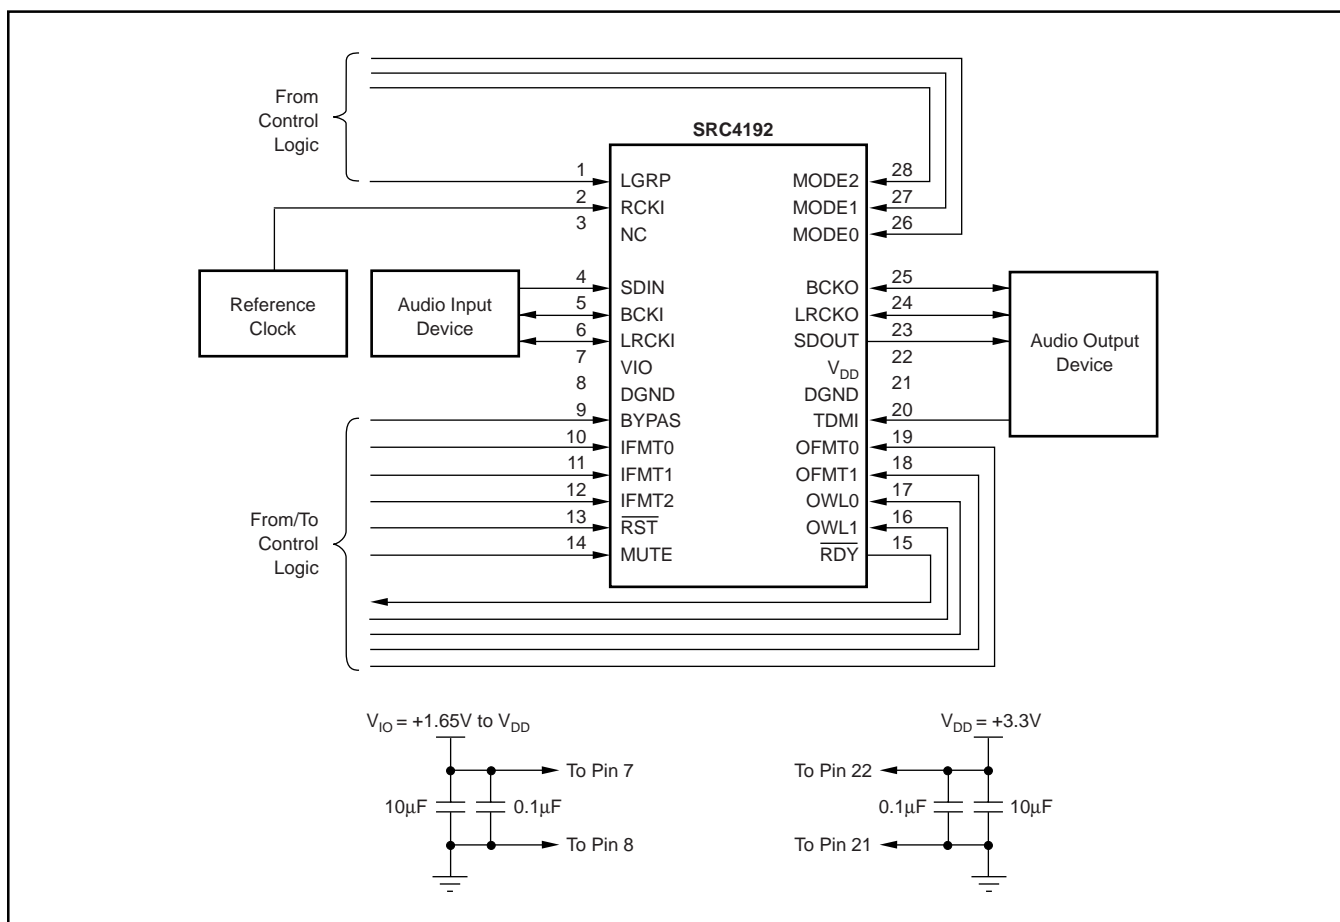 From
Control
Logic
SRC4192
1 LGRP
2 RCKI
3 NC
4 SDIN
5 BCKI
6 LRCKI
7 VIO
8 DGND
9 BYPAS
10 IFMT0
11 IFMT1
12 IFMT2
13 RST
14 MUTE
MODE2 28
MODE1 27
MODE0 26
BCKO 25
LRCKO 24
SDOUT 23
VDD 22
DGND 21
TDMI 20
OFMT0 19
OFMT1 18
OWL0 17
OWL1 16
RDY 15
Reference
Clock
Audio Input
Device
Audio Output
Device
From/To
Control
Logic
VIO = +1.65V to VDD
To Pin 7
10µF
0.1µF
To Pin 8
VDD = +3.3V
To Pin 22
0.1µF
10µF
To Pin 21